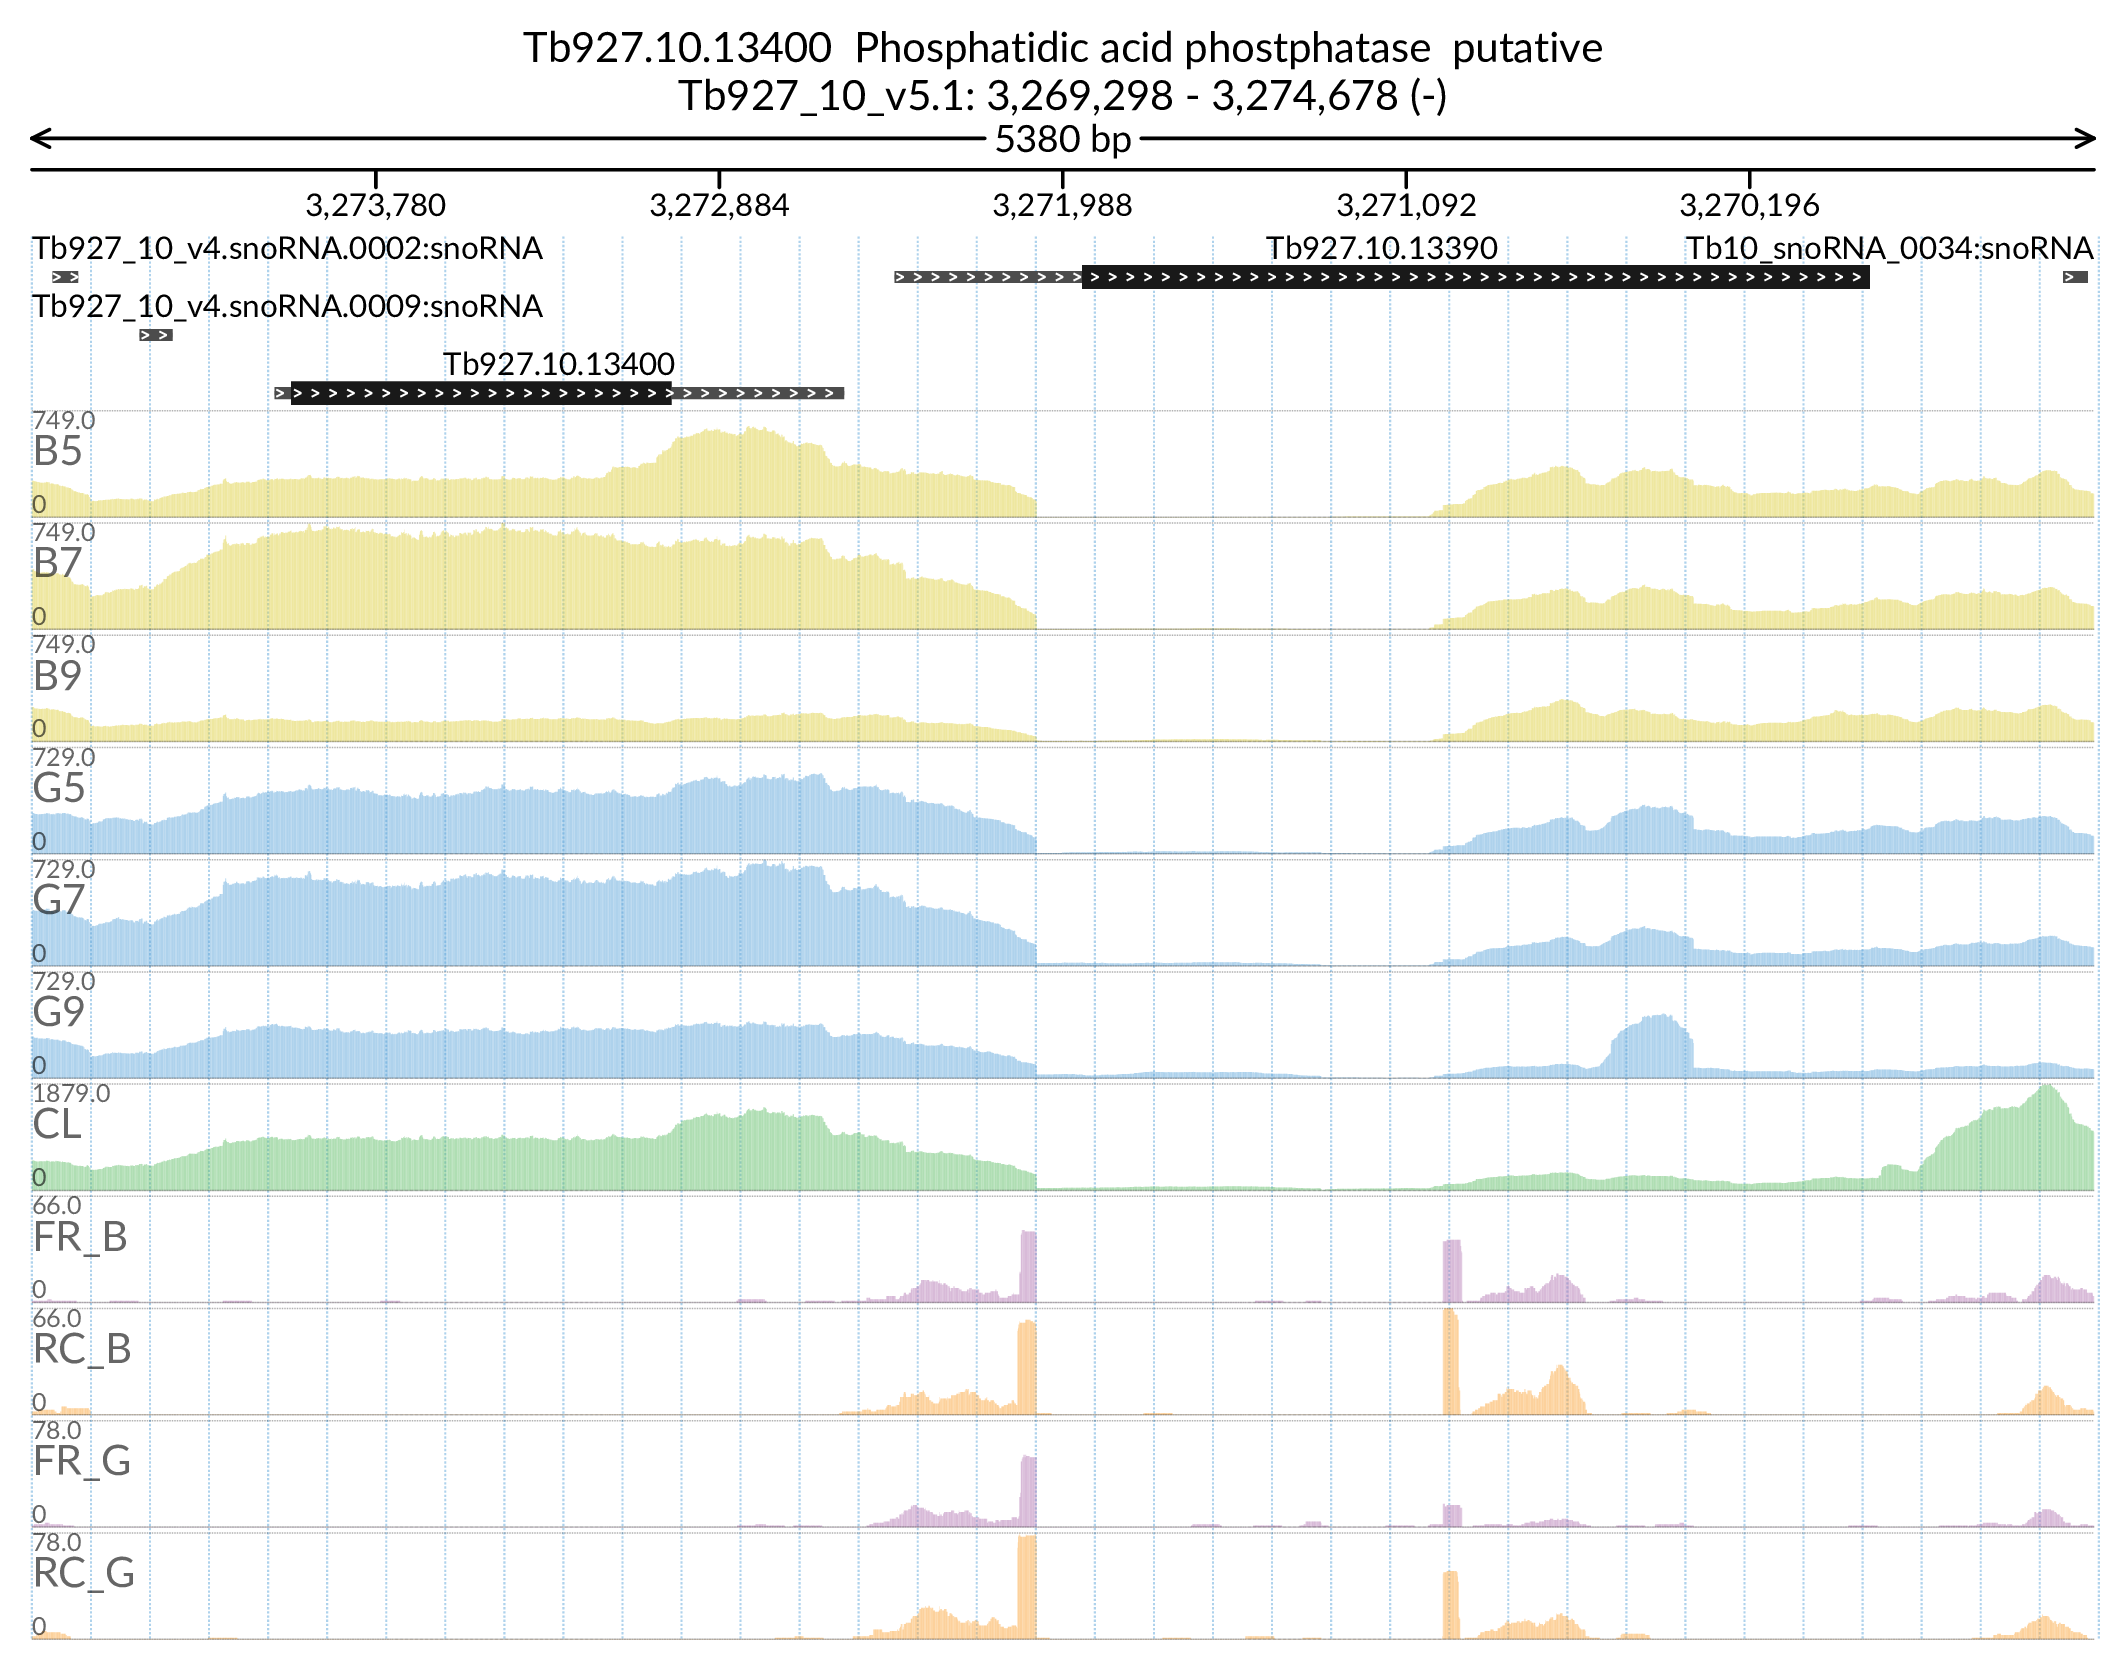 Tb927.10.13400  Phosphatidic acid phostphatase  putative
Tb927_10_v5.1: 3,269,298 - 3,274,678 (-)
5380 bp
3,273,780 3,272,884 3,271,988 3,271,092 3,270,196
Tb927_10_v4.snoRNA.0002:snoRNA Tb927.10.13390 Tb10_snoRNA_0034:snoRNA
Tb927_10_v4.snoRNA.0009:snoRNA
Tb927.10.13400
749.0
B5
0
749.0
B7
0
749.0
B9
0
729.0
G5
0
729.0
G7
0
729.0
G9
0
1879.0
CL
0
66.0
FR_B
0
66.0
RC_B
0
78.0
FR_G
0
78.0
RC_G
0